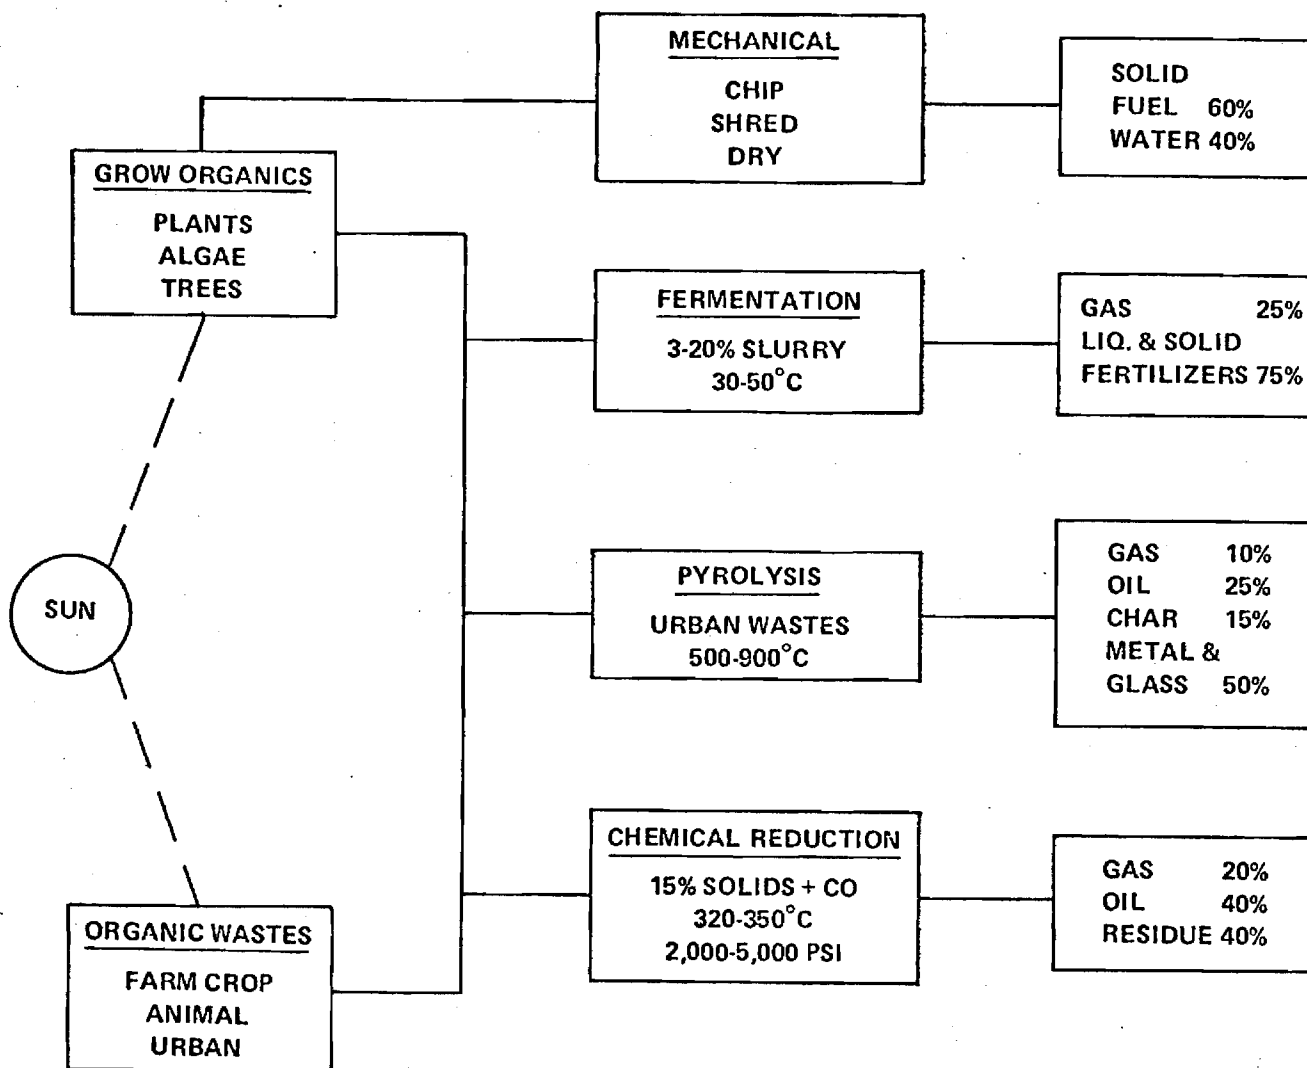 MECHANICAL
CHIP
SHRED
DRY
SOLID
FUEL 60%
WATER 40%
GROW ORGANICS
PLANTS
ALGAE
TREES
FERMENTATION
3-20% SLURRY
30-50°C
GAS 25%
LIQ. & SOLID
FERTILIZERS 75%
SUN
PYROLYSIS
URBAN WASTES
500-900°C
GAS 10%
OIL 25%
CHAR 15%
METAL &
GLASS 50%
CHEMICAL REDUCTION
15% SOLIDS + CO
320-350°C
2,000-5,000 PSI
GAS 20%
OIL 40%
RESIDUE 40%
ORGANIC WASTES
FARM CROP
ANIMAL
URBAN